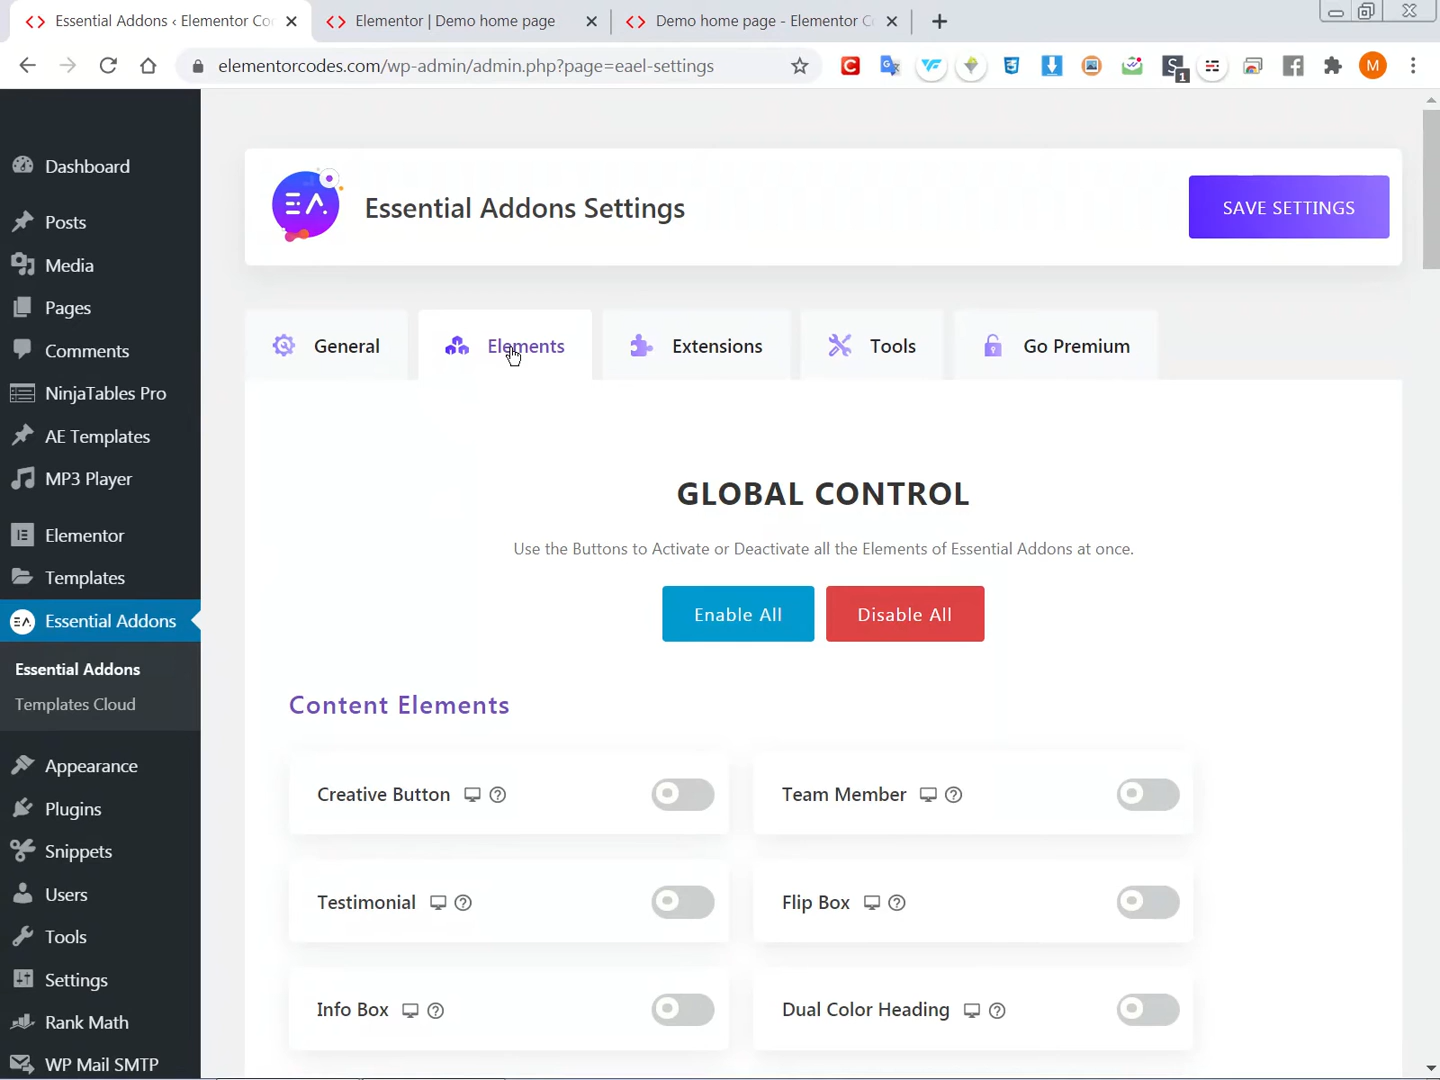 Essential Addons ‹ Elementor Co
Elementor | Demo home page
Demo home page - Elementor C
elementorcodes.com/wp-admin/admin.php?page=eael-settings
1
M
Dashboard
Posts
Media
Pages
Comments
NinjaTables Pro
AE Templates
MP3 Player
Elementor
Templates
Essential Addons
Essential Addons
Templates Cloud
Appearance
Plugins
Snippets
Users
Tools
Settings
Rank Math
WP Mail SMTP
EA
Essential Addons Settings
SAVE SETTINGS
General
Elements
Extensions
Tools
Go Premium
GLOBAL CONTROL
Use the Buttons to Activate or Deactivate all the Elements of Essential Addons at once.
Enable All
Disable All
Content Elements
Creative Button
Team Member
Testimonial
Flip Box
Info Box
Dual Color Heading